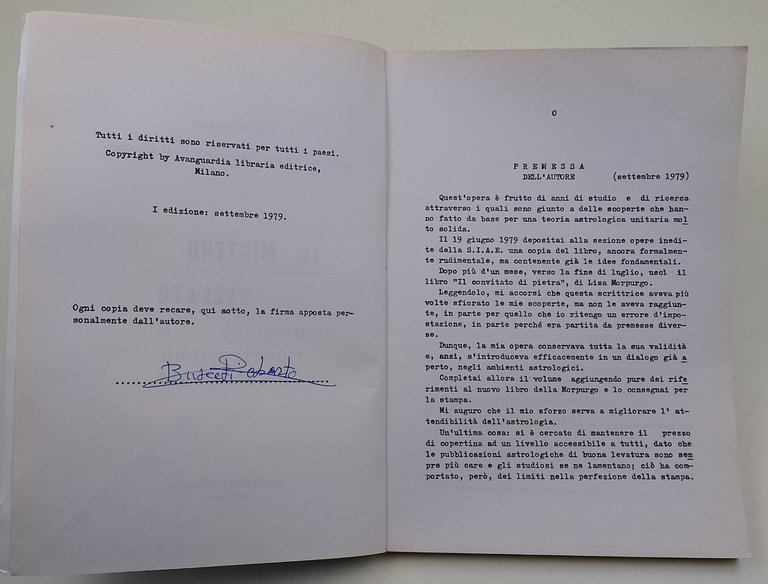 Tutti i diritti sono riservati per tutti i paesi.
Copyright by Avanguardia libraria editrice,
Milano.
I edizione: settembre 1979.
IL MISTERO
SVELATO
Ogni copia deve recare, qui sotto, la firma apposta per-
sonalmente dall'autore.
Roberto
0
PREMESSA
DELL'AUTORE (settembre 1979)
Quest'opera è frutto di anni di studio e di ricerca
attraverso i quali sono giunto a delle scoperte che han-
no fatto da base per una teoria astrologica unitaria mol
to solida.
Il 19 giugno 1979 depositai alla sezione opere inedi-
te della S.I.A.E. una copia del libro, ancora formalmen-
te rudimentale, ma contenente già le idee fondamentali.
Dopo più d'un mese, verso la fine di luglio, uscì il
libro "Il convitato di pietra", di Lisa Morpurgo.
Leggendolo, mi accorsi che questa scrittrice aveva più
volte sfiorato le mie scoperte, ma non le aveva raggiun-
te, in parte per quello che io ritengo un errore d'impo-
stazione, in parte perché era partita da premesse diver-
se.
Dunque, la mia opera conservava tutta la sua validità
e, anzi, s'introduceva efficacemente in un dialogo già a
perto, negli ambienti astrologici.
Completai allora il volume aggiungendo pure dei rife
rimenti al nuovo libro della Morpurgo e lo consegnai per
la stampa.
Mi auguro che il mio sforzo serva a migliorare l' at-
tendibilità dell'astrologia.
Un'ultima cosa: si è cercato di mantenere il prezzo
di copertina ad un livello accessibile a tutti, dato che
le pubblicazioni astrologiche di buona levatura sono sem
pre più care e gli studiosi se ne lamentano; ciò ha com-
portato, però, dei limiti nella perfezione della stampa.